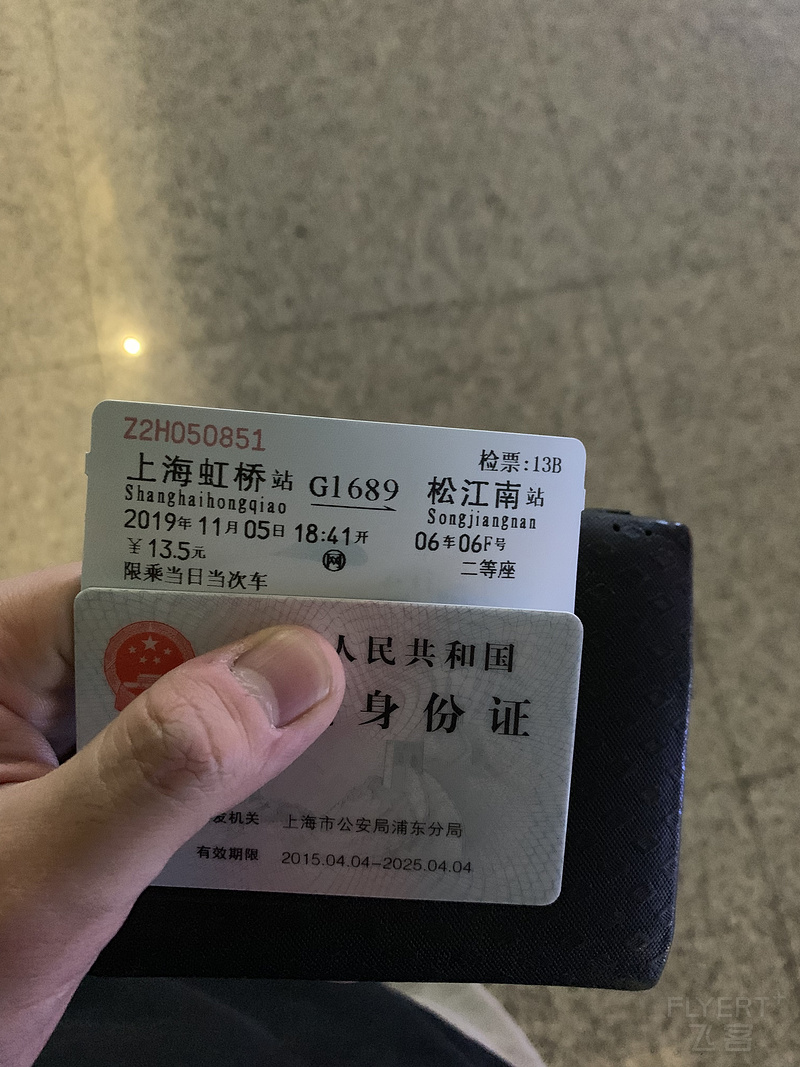 Z2H050851
检票:13B
上海虹桥站 G1689 松江南站
Shanghaihongqiao Songjiangnan
2019年11月05日 18:41开 06车06F号
￥13.5元 网 二等座
限乘当日当次车
人民共和国
身份证
发机关 上海市公安局浦东分局
有效期限 2015.04.04-2025.04.04
FLYERT
飞客